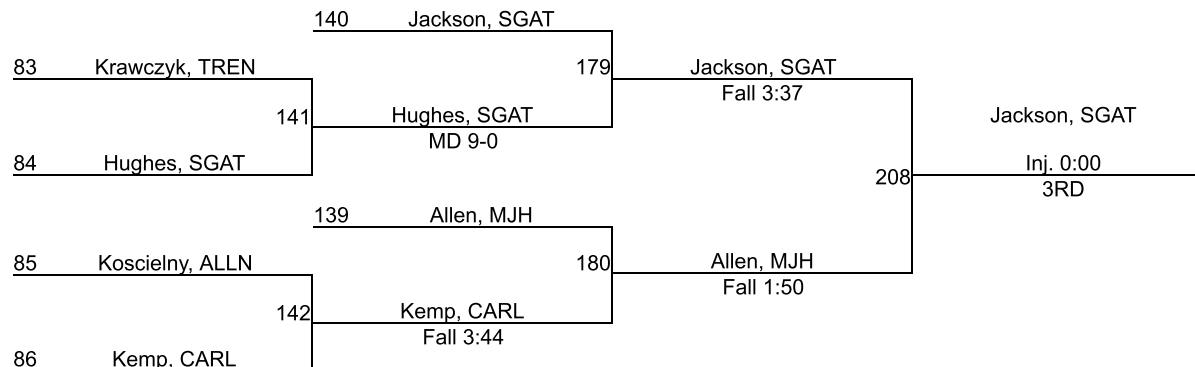 140 Jackson, SGAT
83 Krawczyk, TREN
179 Jackson, SGAT
Fall 3:37
141 Hughes, SGAT
MD 9-0
Jackson, SGAT
84 Hughes, SGAT
208 Inj. 0:00
3RD
139 Allen, MJH
85 Koscielny, ALLN
180 Allen, MJH
Fall 1:50
142 Kemp, CARL
Fall 3:44
86 Kemp, CARL